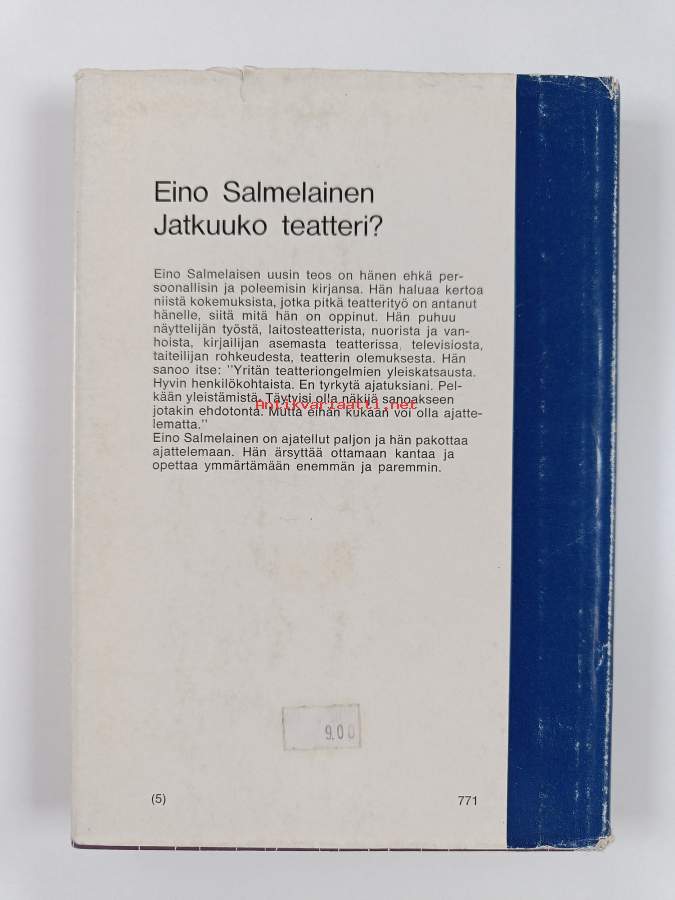 Eino Salmelainen
Jatkuuko teatteri?
Eino Salmelaisen uusin teos on hänen ehkä per-
soonallisin ja poleemisin kirjansa. Hän haluaa kertoa
niistä kokemuksista, jotka pitkä teatterityö on antanut
hänelle, siitä mitä hän on oppinut. Hän puhuu
näyttelijän työstä, laitosteatterista, nuorista ja van-
hoista, kirjailijan asemasta teatterissa, televisiosta,
taiteilijan rohkeudesta, teatterin olemuksesta. Hän
sanoo itse: "Yritän teatteriongelmien yleiskatsausta.
Hyvin henkilökohtaista. En tyrkytä ajatuksiani. Pel-
kään yleistämistä. Täytyisi olla näkijä sanoakseen
Antikvariaatti.net
jotakin ehdotonta. Mutta eihän kukaan voi olla ajatte-
lematta."
Eino Salmelainen on ajatellut paljon ja hän pakottaa
ajattelemaan. Hän ärsyttää ottamaan kantaa ja
opettaa ymmärtämään enemmän ja paremmin.
9.00
(5) 771